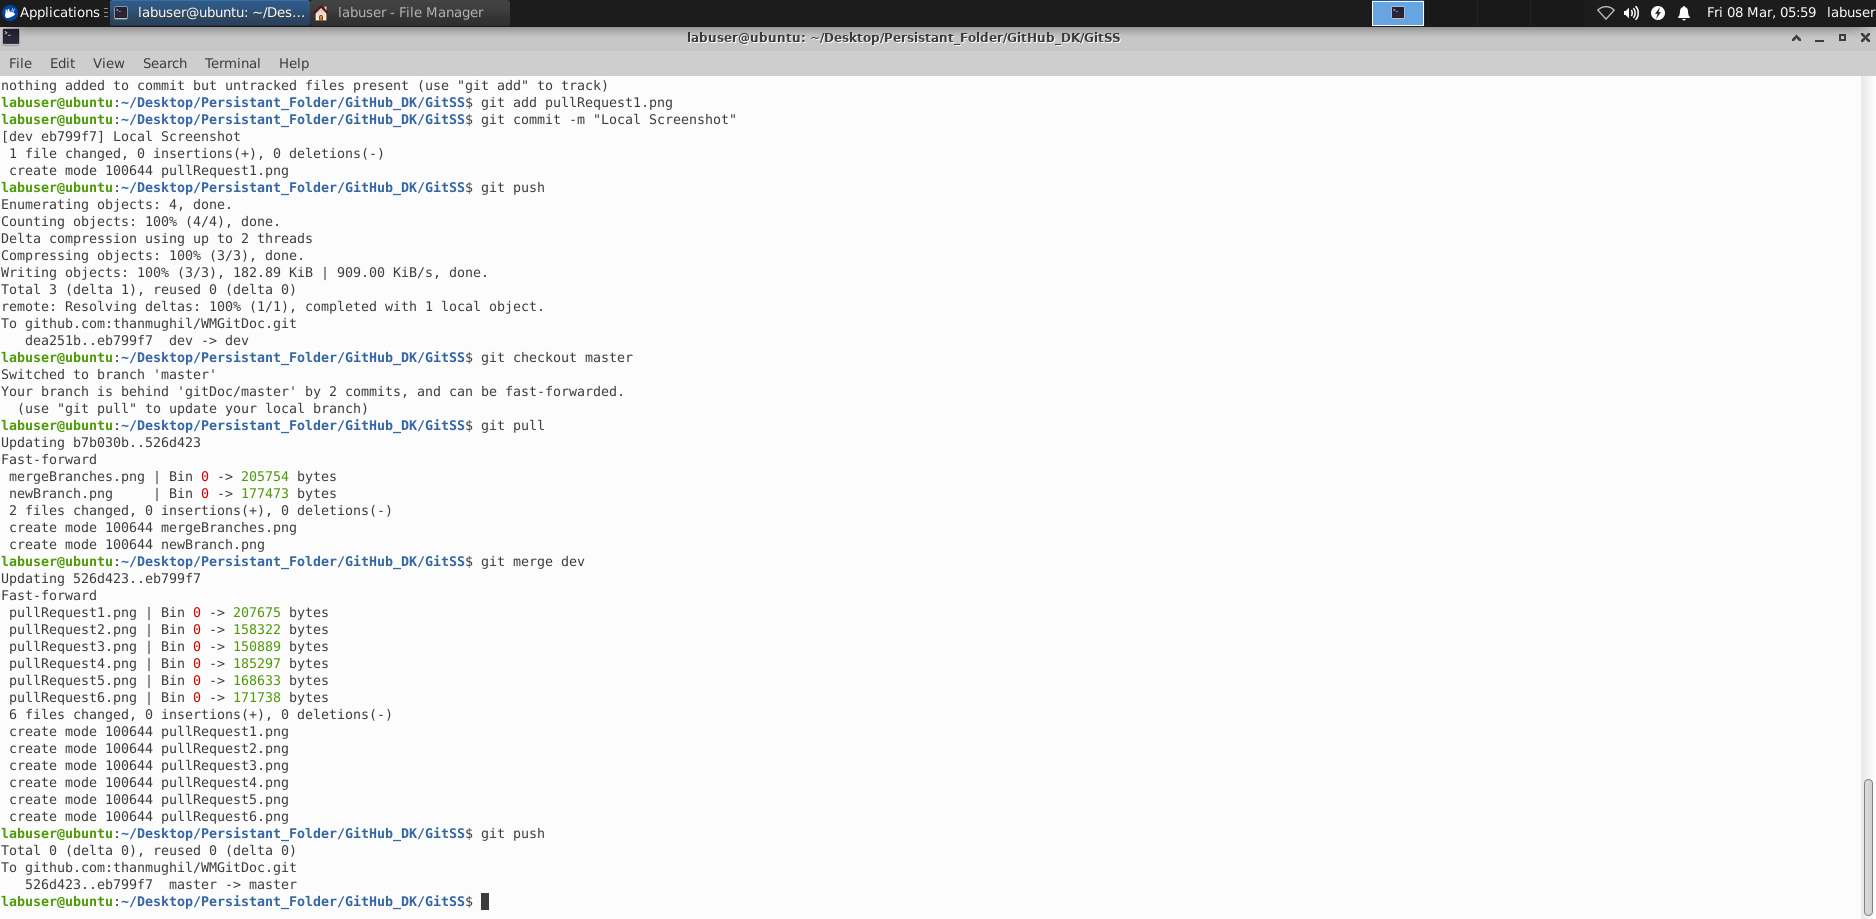 Applications
labuser@ubuntu: ~/Des...
labuser - File Manager
Fri 08 Mar, 05:59 labuser
labuser@ubuntu: ~/Desktop/Persistant_Folder/GitHub_DK/GitSS
File Edit View Search Terminal Help
nothing added to commit but untracked files present (use "git add" to track)
labuser@ubuntu:~/Desktop/Persistant_Folder/GitHub_DK/GitSS$ git add pullRequest1.png
labuser@ubuntu:~/Desktop/Persistant_Folder/GitHub_DK/GitSS$ git commit -m "Local Screenshot"
[dev eb799f7] Local Screenshot
 1 file changed, 0 insertions(+), 0 deletions(-)
 create mode 100644 pullRequest1.png
labuser@ubuntu:~/Desktop/Persistant_Folder/GitHub_DK/GitSS$ git push
Enumerating objects: 4, done.
Counting objects: 100% (4/4), done.
Delta compression using up to 2 threads
Compressing objects: 100% (3/3), done.
Writing objects: 100% (3/3), 182.89 KiB | 909.00 KiB/s, done.
Total 3 (delta 1), reused 0 (delta 0)
remote: Resolving deltas: 100% (1/1), completed with 1 local object.
To github.com:thanmughil/WMGitDoc.git
   dea251b..eb799f7  dev -> dev
labuser@ubuntu:~/Desktop/Persistant_Folder/GitHub_DK/GitSS$ git checkout master
Switched to branch 'master'
Your branch is behind 'gitDoc/master' by 2 commits, and can be fast-forwarded.
  (use "git pull" to update your local branch)
labuser@ubuntu:~/Desktop/Persistant_Folder/GitHub_DK/GitSS$ git pull
Updating b7b030b..526d423
Fast-forward
 mergeBranches.png | Bin 0 -> 205754 bytes
 newBranch.png     | Bin 0 -> 177473 bytes
 2 files changed, 0 insertions(+), 0 deletions(-)
 create mode 100644 mergeBranches.png
 create mode 100644 newBranch.png
labuser@ubuntu:~/Desktop/Persistant_Folder/GitHub_DK/GitSS$ git merge dev
Updating 526d423..eb799f7
Fast-forward
 pullRequest1.png | Bin 0 -> 207675 bytes
 pullRequest2.png | Bin 0 -> 158322 bytes
 pullRequest3.png | Bin 0 -> 150889 bytes
 pullRequest4.png | Bin 0 -> 185297 bytes
 pullRequest5.png | Bin 0 -> 168633 bytes
 pullRequest6.png | Bin 0 -> 171738 bytes
 6 files changed, 0 insertions(+), 0 deletions(-)
 create mode 100644 pullRequest1.png
 create mode 100644 pullRequest2.png
 create mode 100644 pullRequest3.png
 create mode 100644 pullRequest4.png
 create mode 100644 pullRequest5.png
 create mode 100644 pullRequest6.png
labuser@ubuntu:~/Desktop/Persistant_Folder/GitHub_DK/GitSS$ git push
Total 0 (delta 0), reused 0 (delta 0)
To github.com:thanmughil/WMGitDoc.git
   526d423..eb799f7  master -> master
labuser@ubuntu:~/Desktop/Persistant_Folder/GitHub_DK/GitSS$